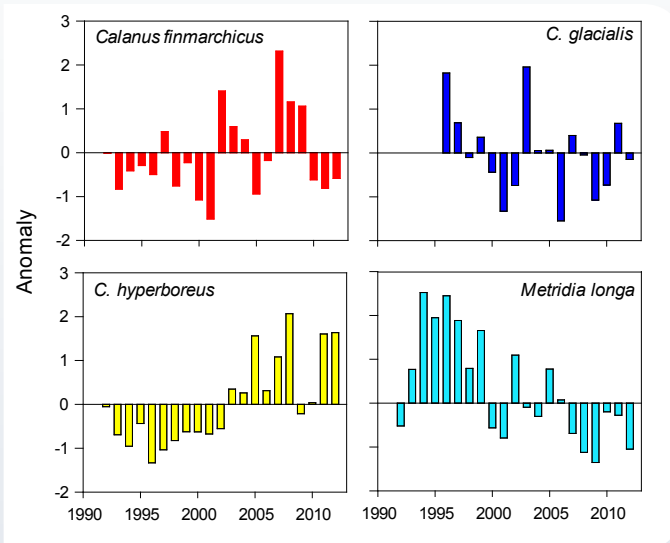 Calanus finmarchicus
C. glacialis
3
2
1
0
-1
-2
Anomaly
C. hyperboreus
Metridia longa
3
2
1
0
-1
-2
1990 1995 2000 2005 2010
1990 1995 2000 2005 2010